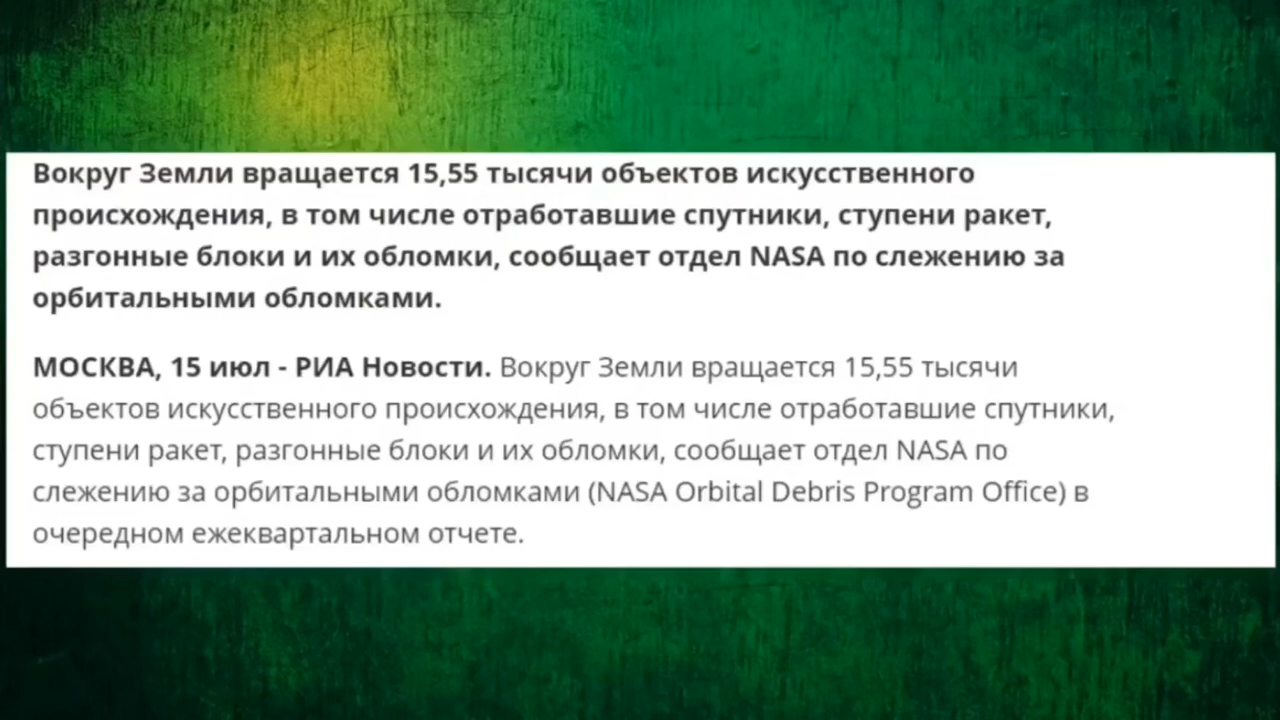 Вокруг Земли вращается 15,55 тысячи объектов искусственного
происхождения, в том числе отработавшие спутники, ступени ракет,
разгонные блоки и их обломки, сообщает отдел NASA по слежению за
орбитальными обломками.
МОСКВА, 15 июл - РИА Новости. Вокруг Земли вращается 15,55 тысячи
объектов искусственного происхождения, в том числе отработавшие спутники,
ступени ракет, разгонные блоки и их обломки, сообщает отдел NASA по
слежению за орбитальными обломками (NASA Orbital Debris Program Office) в
очередном ежеквартальном отчете.